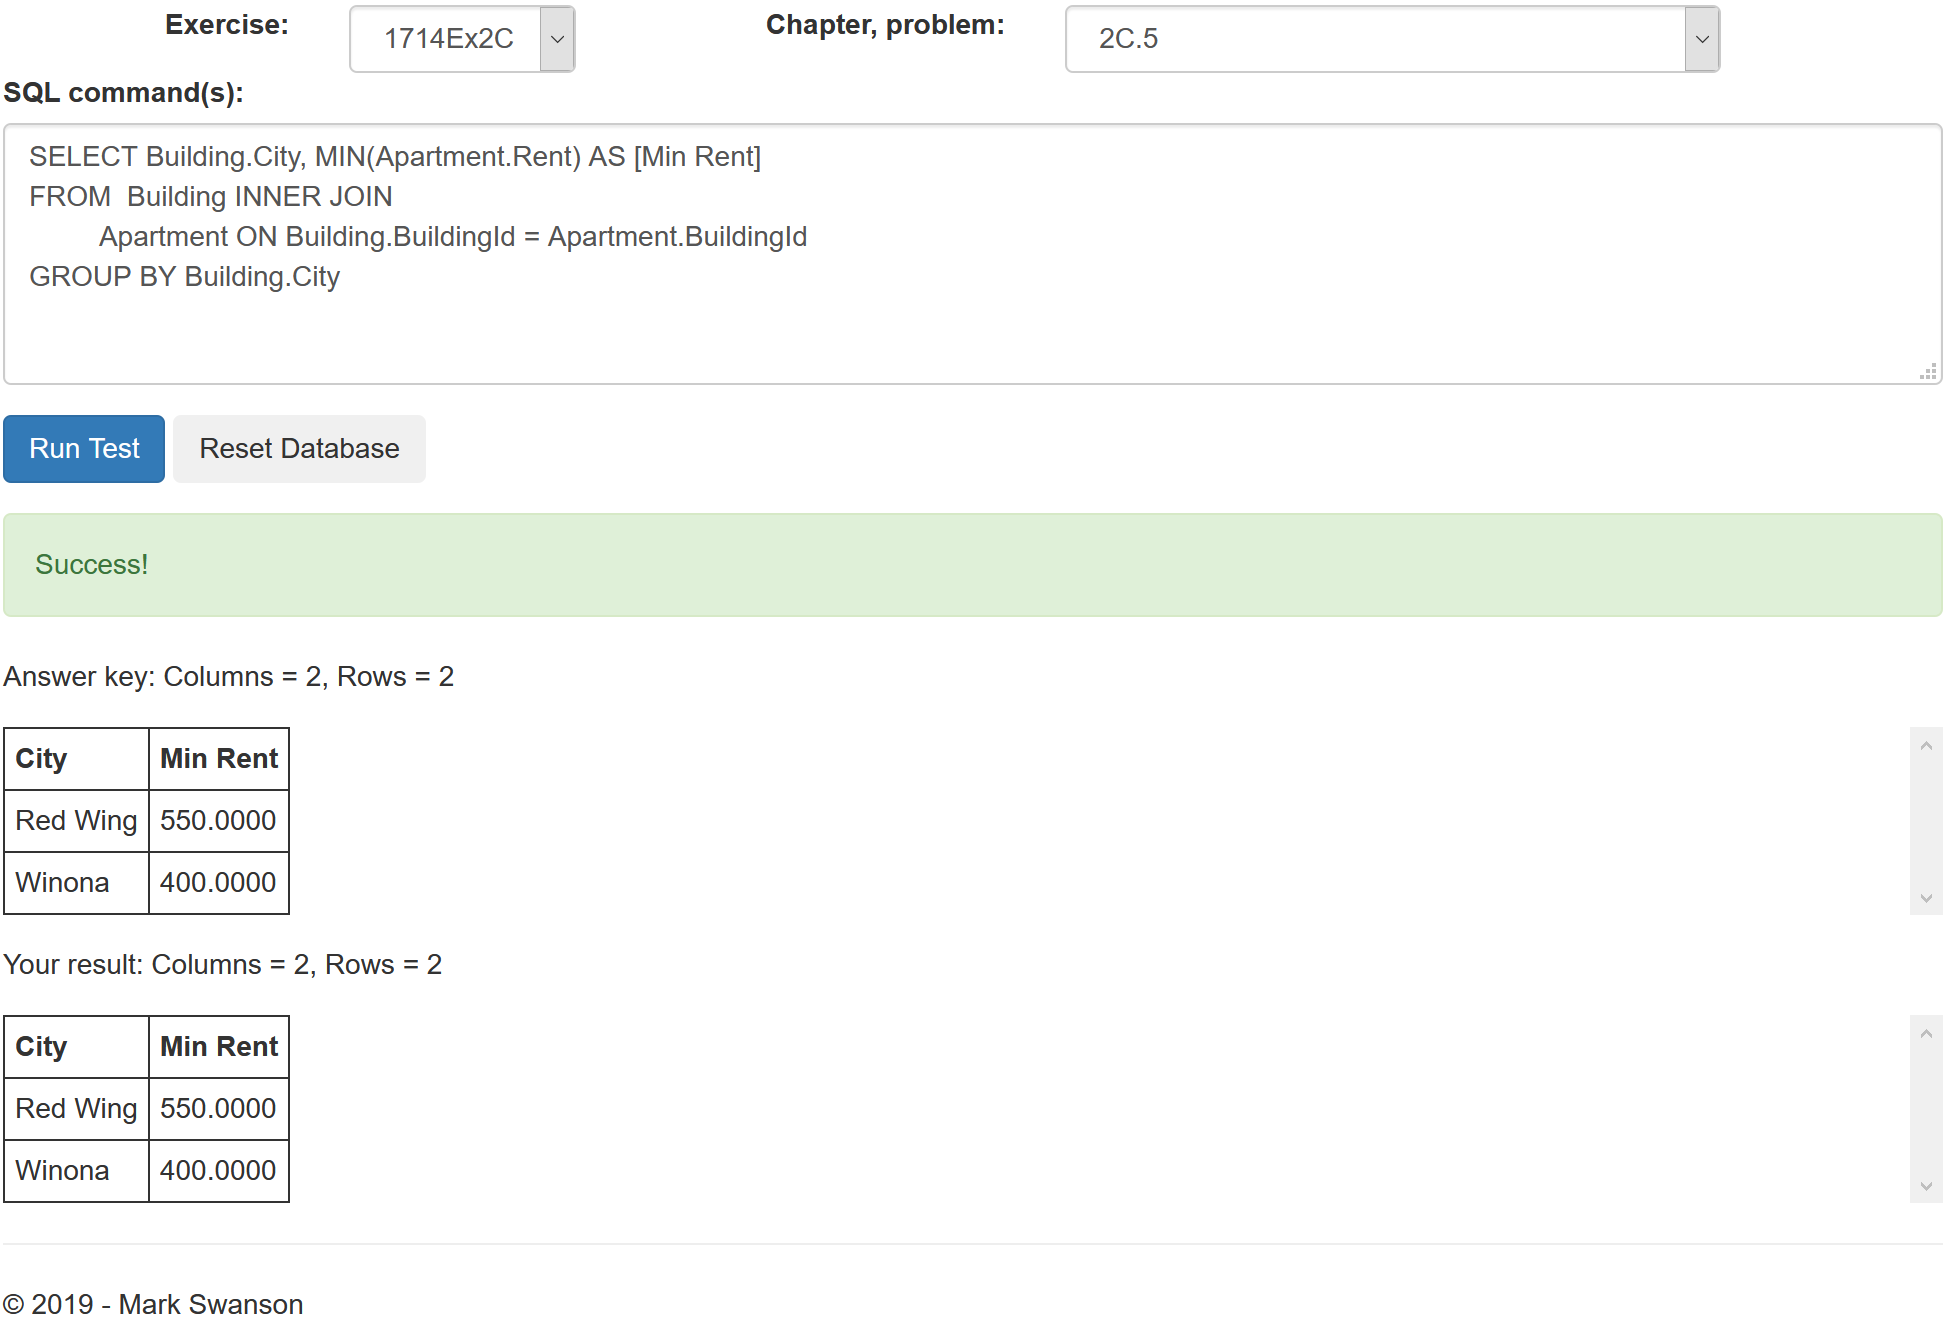 Exercise: 1714Ex2C Chapter, problem: 2C.5
SQL command(s):
SELECT Building.City, MIN(Apartment.Rent) AS [Min Rent]
FROM  Building INNER JOIN
Apartment ON Building.BuildingId = Apartment.BuildingId
GROUP BY Building.City
Run Test Reset Database
Success!
Answer key: Columns = 2, Rows = 2
City Min Rent
Red Wing 550.0000
Winona 400.0000
Your result: Columns = 2, Rows = 2
City Min Rent
Red Wing 550.0000
Winona 400.0000
© 2019 - Mark Swanson